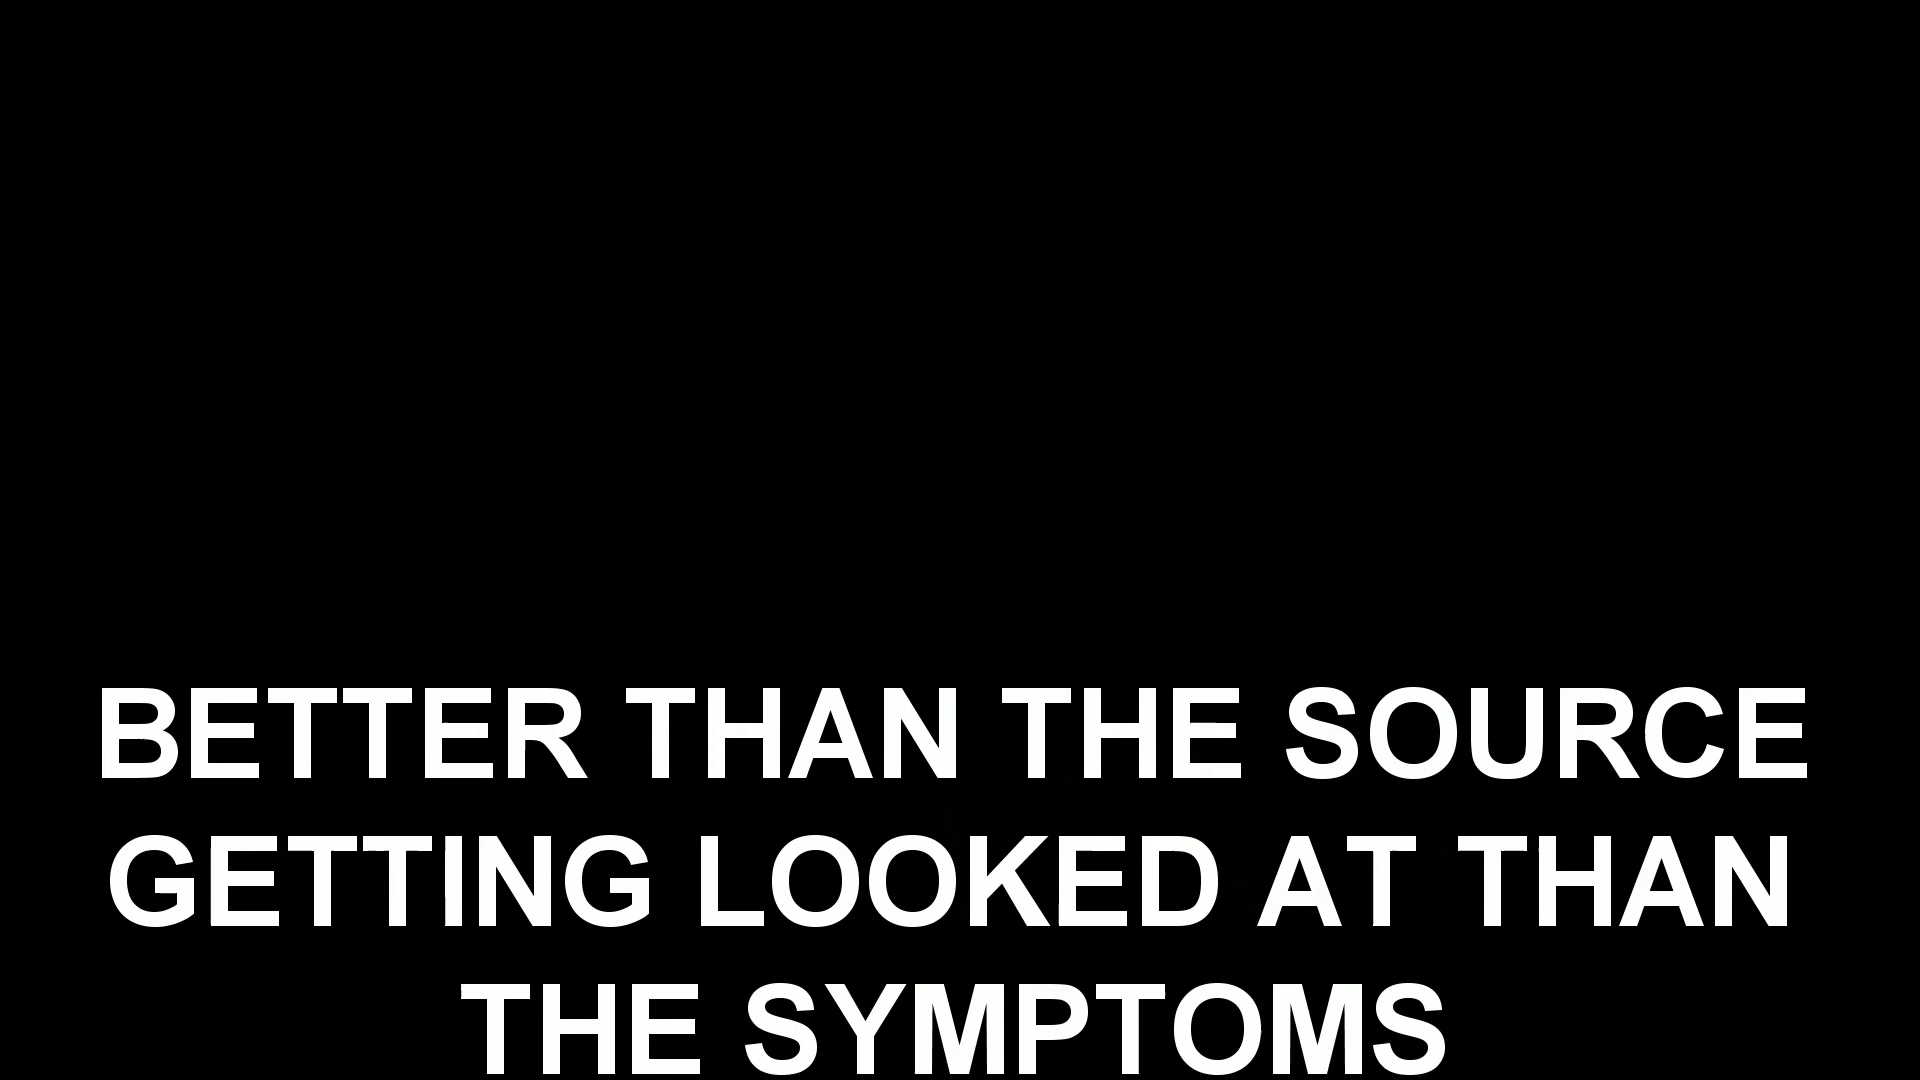 BETTER THAN THE SOURCE
GETTING LOOKED AT THAN
THE SYMPTOMS